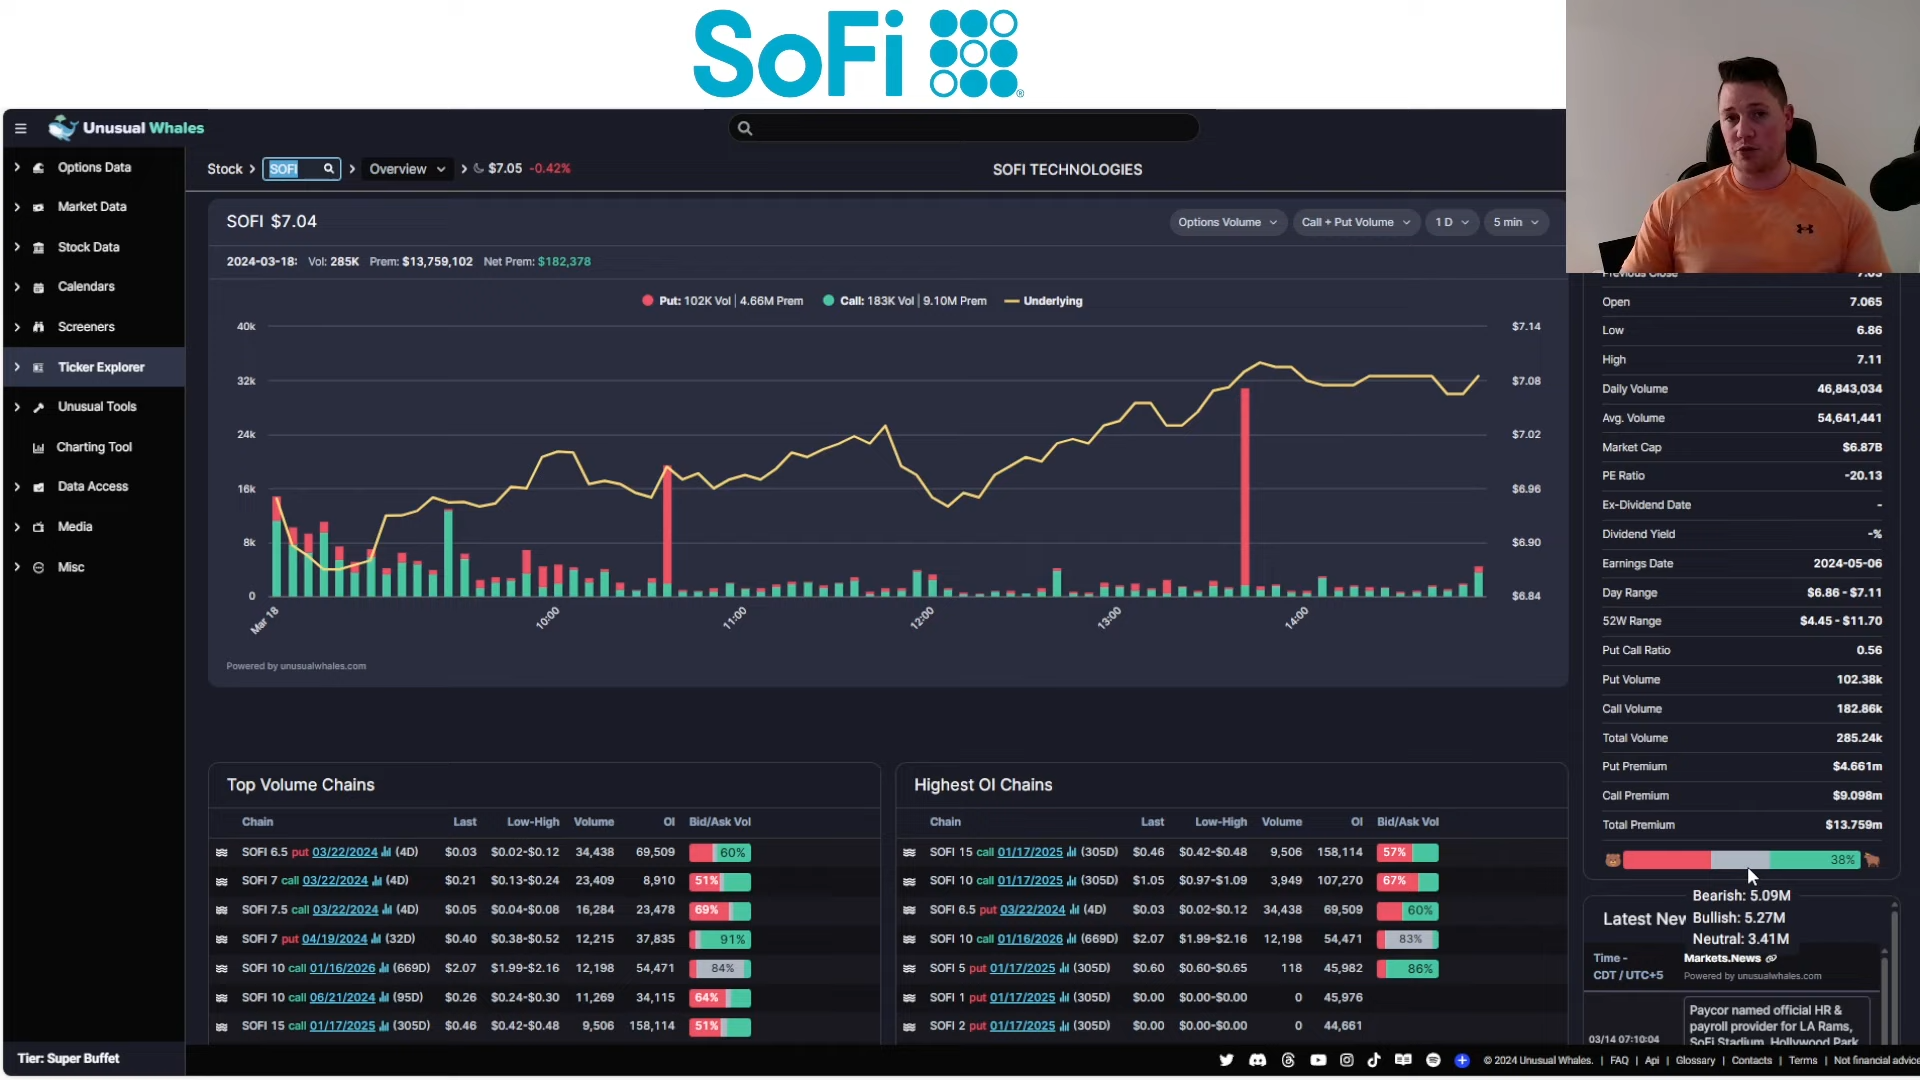 SoFi
Unusual Whales
Stock > SOFI > Overview > $7.05 -0.42% SOFI TECHNOLOGIES
Options Data
Market Data
Stock Data
Calendars
Screeners
Ticker Explorer
Unusual Tools
Charting Tool
Data Access
Media
Misc
Tier: Super Buffet
SOFI $7.04 Options Volume Call + Put Volume 1 D 5 min
2024-03-18: Vol: 285K Prem: $13,759,102 Net Prem: $182,378
Put: 102K Vol | 4.66M Prem Call: 183K Vol | 9.10M Prem Underlying
40k $7.14
32k $7.08
24k $7.02
16k $6.96
8k $6.90
0 $6.84
Mar 18 10:00 11:00 12:00 13:00 14:00
Powered by unusualwhales.com
Top Volume Chains
Chain Last Low-High Volume OI Bid/Ask Vol
SOFI 6.5 put 03/22/2024 (4D) $0.03 $0.02-$0.12 34,438 69,509 60%
SOFI 7 call 03/22/2024 (4D) $0.21 $0.13-$0.24 23,409 8,910 51%
SOFI 7.5 call 03/22/2024 (4D) $0.05 $0.04-$0.08 16,284 23,478 69%
SOFI 7 put 04/19/2024 (32D) $0.40 $0.38-$0.52 12,215 37,835 91%
SOFI 10 call 01/16/2026 (669D) $2.07 $1.99-$2.16 12,198 54,471 84%
SOFI 10 call 06/21/2024 (95D) $0.26 $0.24-$0.30 11,269 34,115 64%
SOFI 15 call 01/17/2025 (305D) $0.46 $0.42-$0.48 9,506 158,114 51%
Highest OI Chains
Chain Last Low-High Volume OI Bid/Ask Vol
SOFI 15 call 01/17/2025 (305D) $0.46 $0.42-$0.48 9,506 158,114 57%
SOFI 10 call 01/17/2025 (305D) $1.05 $0.97-$1.09 3,949 107,270 67%
SOFI 6.5 put 03/22/2024 (4D) $0.03 $0.02-$0.12 34,438 69,509 60%
SOFI 10 call 01/16/2026 (669D) $2.07 $1.99-$2.16 12,198 54,471 83%
SOFI 5 put 01/17/2025 (305D) $0.60 $0.60-$0.65 118 45,982 86%
SOFI 1 put 01/17/2025 (305D) $0.00 $0.00-$0.00 0 45,976
SOFI 2 put 01/17/2025 (305D) $0.00 $0.00-$0.00 0 44,661
Previous Close 7.03
Open 7.065
Low 6.86
High 7.11
Daily Volume 46,843,034
Avg. Volume 54,641,441
Market Cap $6.87B
PE Ratio -20.13
Ex-Dividend Date -
Dividend Yield -%
Earnings Date 2024-05-06
Day Range $6.86 - $7.11
52W Range $4.45 - $11.70
Put Call Ratio 0.56
Put Volume 102.38k
Call Volume 182.86k
Total Volume 285.24k
Put Premium $4.661m
Call Premium $9.098m
Total Premium $13.759m
38%
Bearish: 5.09M
Bullish: 5.27M
Neutral: 3.41M
Latest New
Time -
CDT / UTC+5
Markets.News
Powered by unusualwhales.com
03/14 07:10:04
Paycor named official HR &
payroll provider for LA Rams,
SoFi Stadium, Hollywood Park
© 2024 Unusual Whales. | FAQ | Api | Glossary | Contacts | Terms | Not financial advice